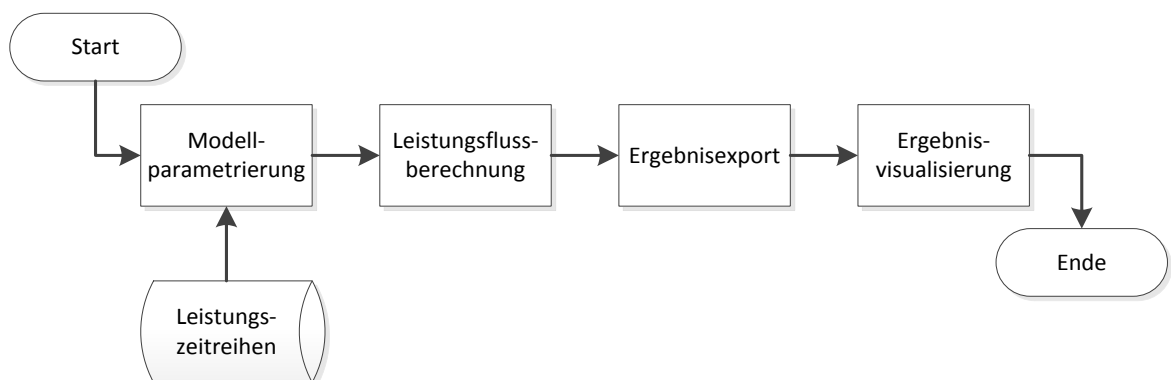 Start
Modell-
parametrierung
Leistungsfluss-
berechnung
Ergebnisexport
Ergebnis-
visualisierung
Ende
Leistungs-
zeitreihen